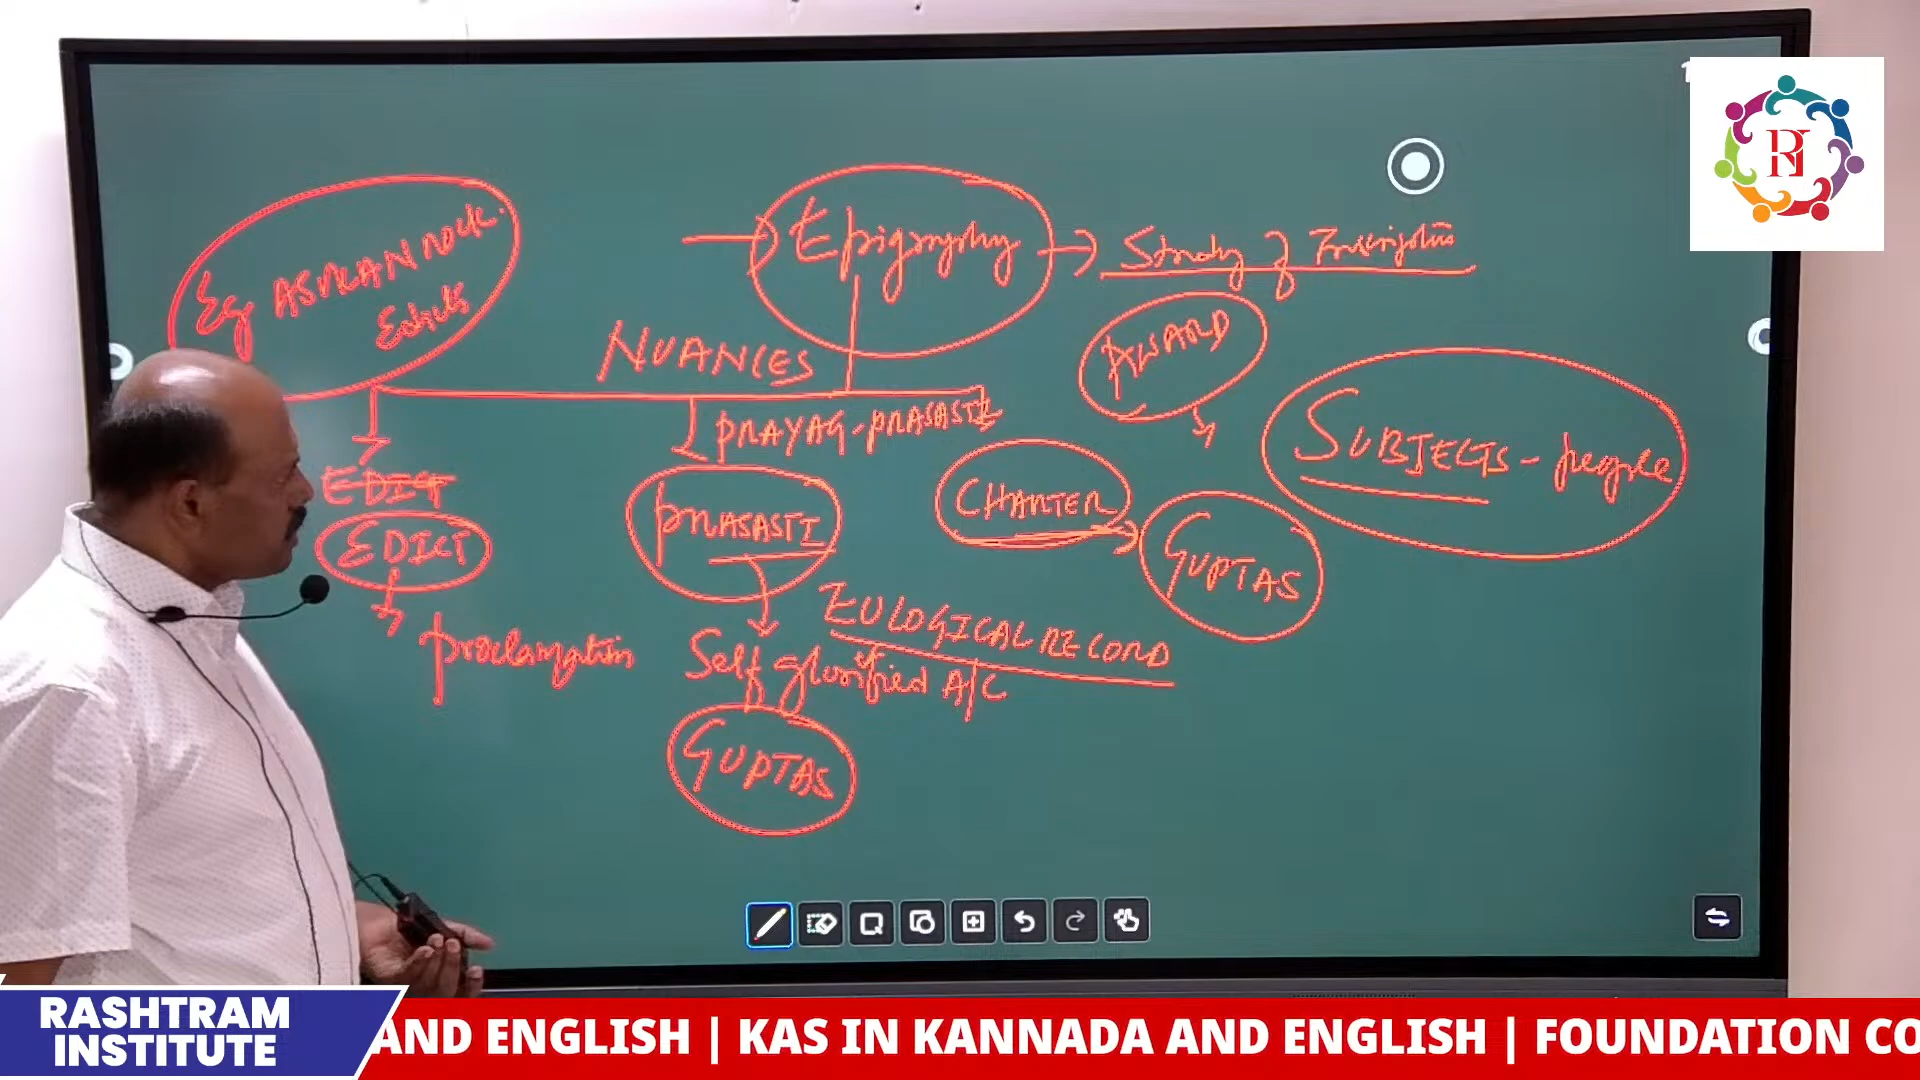 Eg ASHOKAN ROCK
Edicts
Epigraphy
Study of Inscriptions
NUANCES
AWARD
PRAYAG-PRASASTI
SUBJECTS - people
EDICT
EDICT
PRASASTI
CHARTER
GUPTAS
proclamation
EULOGICAL RECORD
Self glorified A/C
GUPTAS
RI
RASHTRAM
INSTITUTE
AND ENGLISH | KAS IN KANNADA AND ENGLISH | FOUNDATION CO